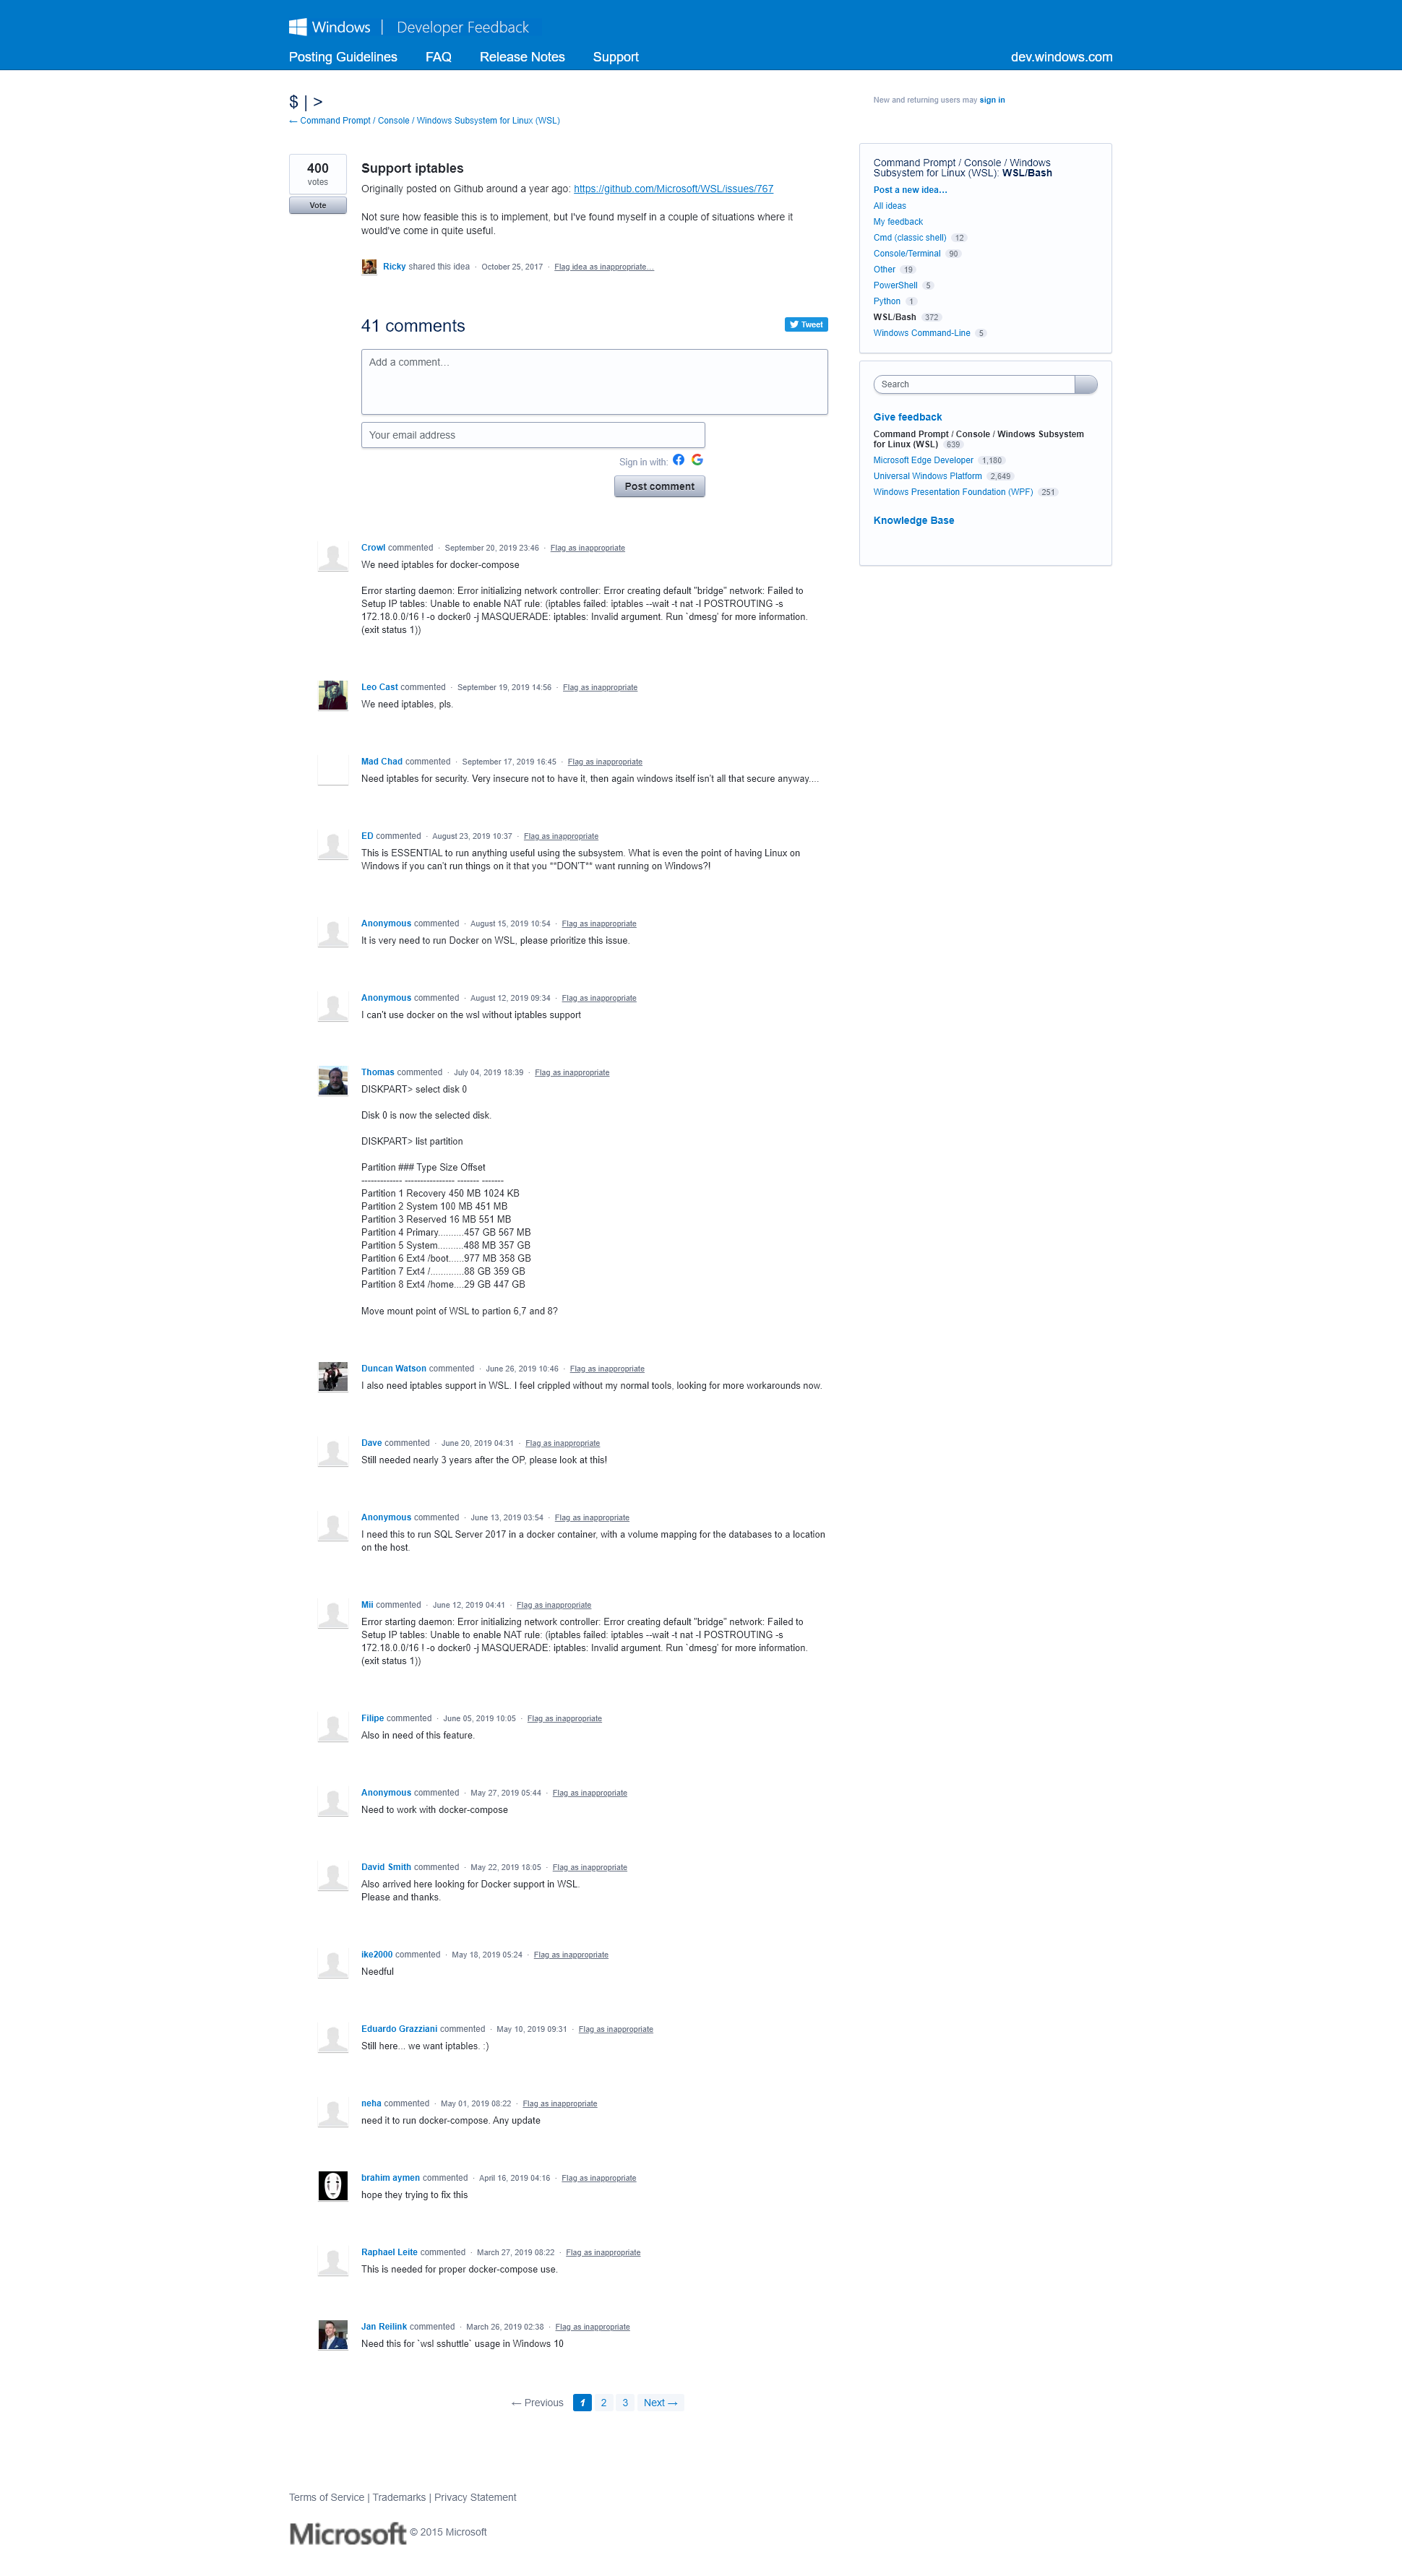 Windows | Developer Feedback
Posting Guidelines FAQ Release Notes Support dev.windows.com
$ | >
← Command Prompt / Console / Windows Subsystem for Linux (WSL)
New and returning users may sign in
400
votes
Vote
Support iptables
Originally posted on Github around a year ago: https://github.com/Microsoft/WSL/issues/767
Not sure how feasible this is to implement, but I've found myself in a couple of situations where it
would've come in quite useful.
Ricky shared this idea · October 25, 2017 · Flag idea as inappropriate…
41 comments
Tweet
Add a comment…
Your email address
Sign in with:
Post comment
Crowl commented · September 20, 2019 23:46 · Flag as inappropriate
We need iptables for docker-compose
Error starting daemon: Error initializing network controller: Error creating default "bridge" network: Failed to
Setup IP tables: Unable to enable NAT rule: (iptables failed: iptables --wait -t nat -I POSTROUTING -s
172.18.0.0/16 ! -o docker0 -j MASQUERADE: iptables: Invalid argument. Run `dmesg' for more information.
(exit status 1))
Leo Cast commented · September 19, 2019 14:56 · Flag as inappropriate
We need iptables, pls.
Mad Chad commented · September 17, 2019 16:45 · Flag as inappropriate
Need iptables for security. Very insecure not to have it, then again windows itself isn't all that secure anyway....
ED commented · August 23, 2019 10:37 · Flag as inappropriate
This is ESSENTIAL to run anything useful using the subsystem. What is even the point of having Linux on
Windows if you can't run things on it that you **DON'T** want running on Windows?!
Anonymous commented · August 15, 2019 10:54 · Flag as inappropriate
It is very need to run Docker on WSL, please prioritize this issue.
Anonymous commented · August 12, 2019 09:34 · Flag as inappropriate
I can't use docker on the wsl without iptables support
Thomas commented · July 04, 2019 18:39 · Flag as inappropriate
DISKPART> select disk 0
Disk 0 is now the selected disk.
DISKPART> list partition
Partition ### Type Size Offset
------------- ---------------- ------- -------
Partition 1 Recovery 450 MB 1024 KB
Partition 2 System 100 MB 451 MB
Partition 3 Reserved 16 MB 551 MB
Partition 4 Primary..........457 GB 567 MB
Partition 5 System..........488 MB 357 GB
Partition 6 Ext4 /boot......977 MB 358 GB
Partition 7 Ext4 /.............88 GB 359 GB
Partition 8 Ext4 /home....29 GB 447 GB
Move mount point of WSL to partion 6,7 and 8?
Duncan Watson commented · June 26, 2019 10:46 · Flag as inappropriate
I also need iptables support in WSL. I feel crippled without my normal tools, looking for more workarounds now.
Dave commented · June 20, 2019 04:31 · Flag as inappropriate
Still needed nearly 3 years after the OP, please look at this!
Anonymous commented · June 13, 2019 03:54 · Flag as inappropriate
I need this to run SQL Server 2017 in a docker container, with a volume mapping for the databases to a location
on the host.
Mii commented · June 12, 2019 04:41 · Flag as inappropriate
Error starting daemon: Error initializing network controller: Error creating default "bridge" network: Failed to
Setup IP tables: Unable to enable NAT rule: (iptables failed: iptables --wait -t nat -I POSTROUTING -s
172.18.0.0/16 ! -o docker0 -j MASQUERADE: iptables: Invalid argument. Run `dmesg' for more information.
(exit status 1))
Filipe commented · June 05, 2019 10:05 · Flag as inappropriate
Also in need of this feature.
Anonymous commented · May 27, 2019 05:44 · Flag as inappropriate
Need to work with docker-compose
David Smith commented · May 22, 2019 18:05 · Flag as inappropriate
Also arrived here looking for Docker support in WSL.
Please and thanks.
ike2000 commented · May 18, 2019 05:24 · Flag as inappropriate
Needful
Eduardo Grazziani commented · May 10, 2019 09:31 · Flag as inappropriate
Still here... we want iptables. :)
neha commented · May 01, 2019 08:22 · Flag as inappropriate
need it to run docker-compose. Any update
brahim aymen commented · April 16, 2019 04:16 · Flag as inappropriate
hope they trying to fix this
Raphael Leite commented · March 27, 2019 08:22 · Flag as inappropriate
This is needed for proper docker-compose use.
Jan Reilink commented · March 26, 2019 02:38 · Flag as inappropriate
Need this for `wsl sshuttle` usage in Windows 10
← Previous 1 2 3 Next →
Command Prompt / Console / Windows
Subsystem for Linux (WSL): WSL/Bash
Post a new idea…
All ideas
My feedback
Cmd (classic shell) 12
Console/Terminal 90
Other 19
PowerShell 5
Python 1
WSL/Bash 372
Windows Command-Line 5
Search
Give feedback
Command Prompt / Console / Windows Subsystem
for Linux (WSL) 639
Microsoft Edge Developer 1,180
Universal Windows Platform 2,649
Windows Presentation Foundation (WPF) 251
Knowledge Base
Terms of Service | Trademarks | Privacy Statement
Microsoft © 2015 Microsoft